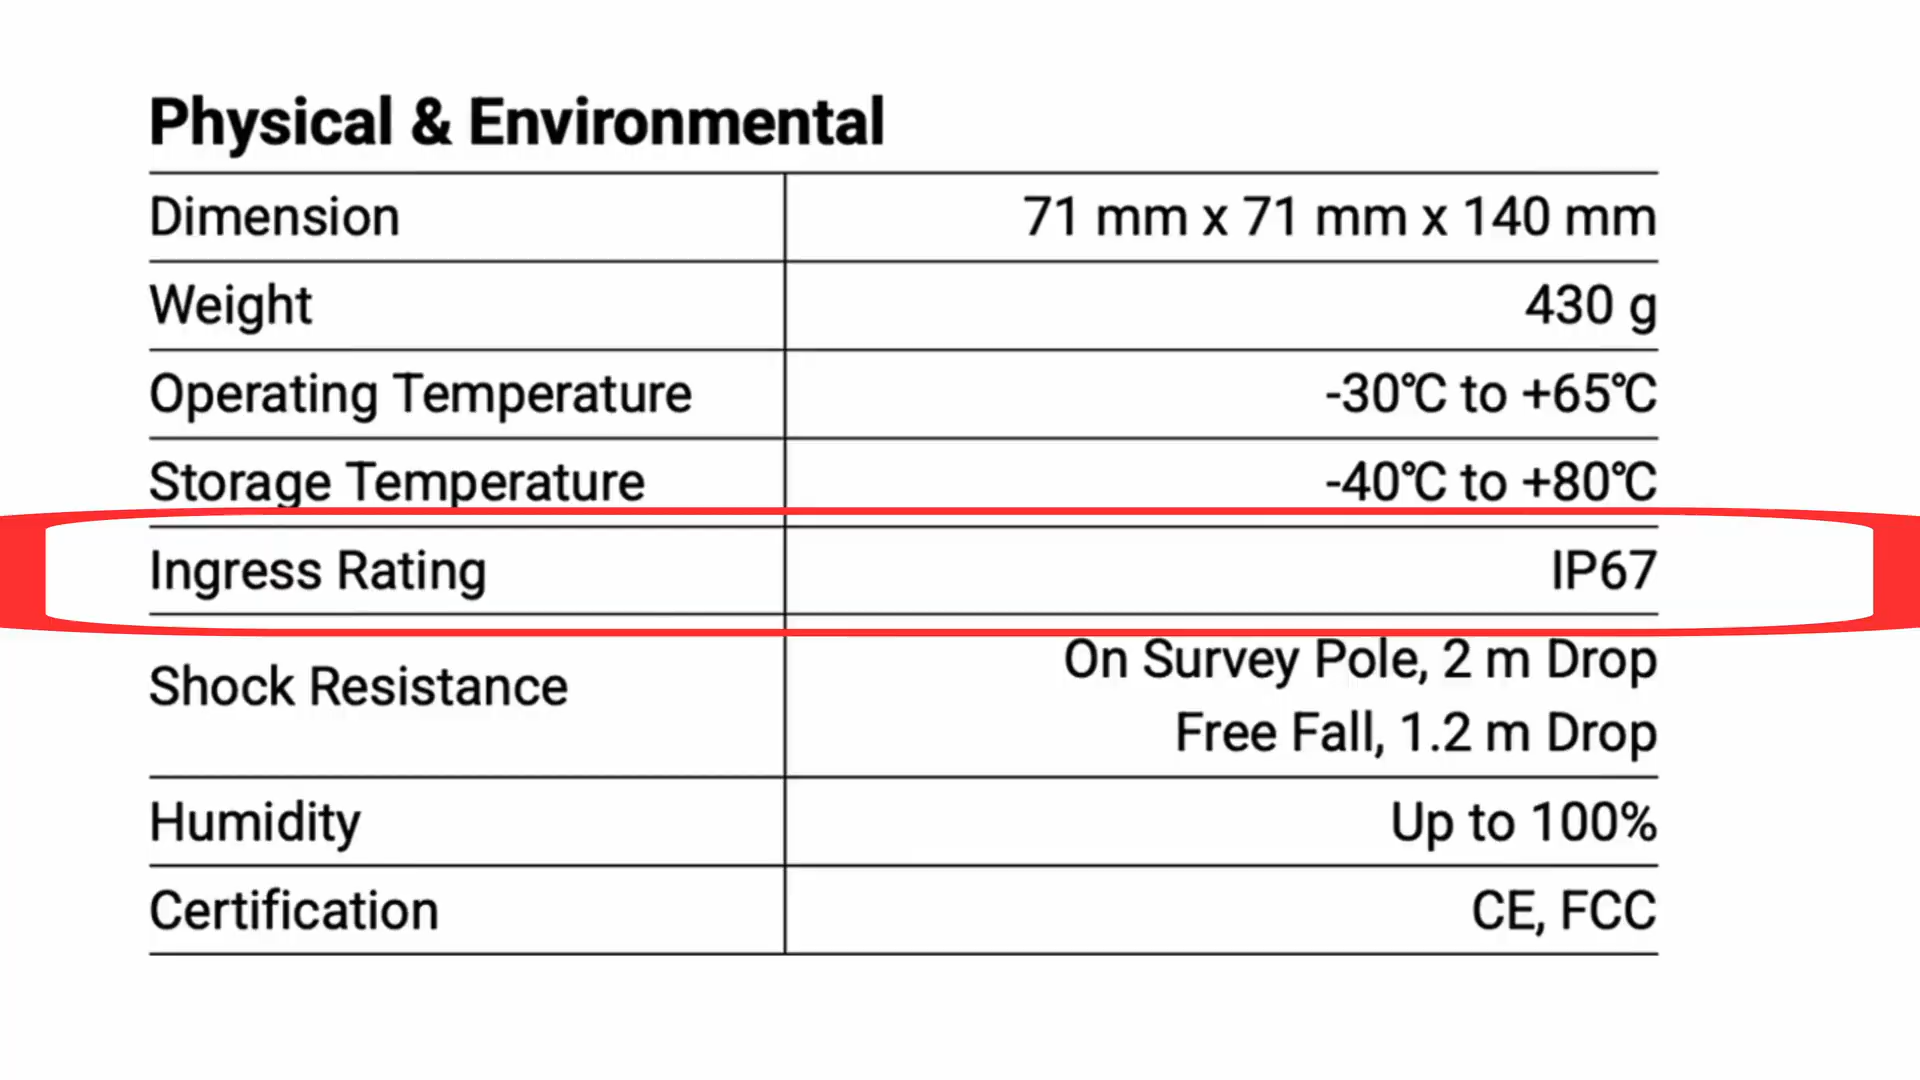 Physical & Environmental
Dimension 71 mm x 71 mm x 140 mm
Weight 430 g
Operating Temperature -30℃ to +65℃
Storage Temperature -40℃ to +80℃
Ingress Rating IP67
Shock Resistance On Survey Pole, 2 m Drop
Free Fall, 1.2 m Drop
Humidity Up to 100%
Certification CE, FCC